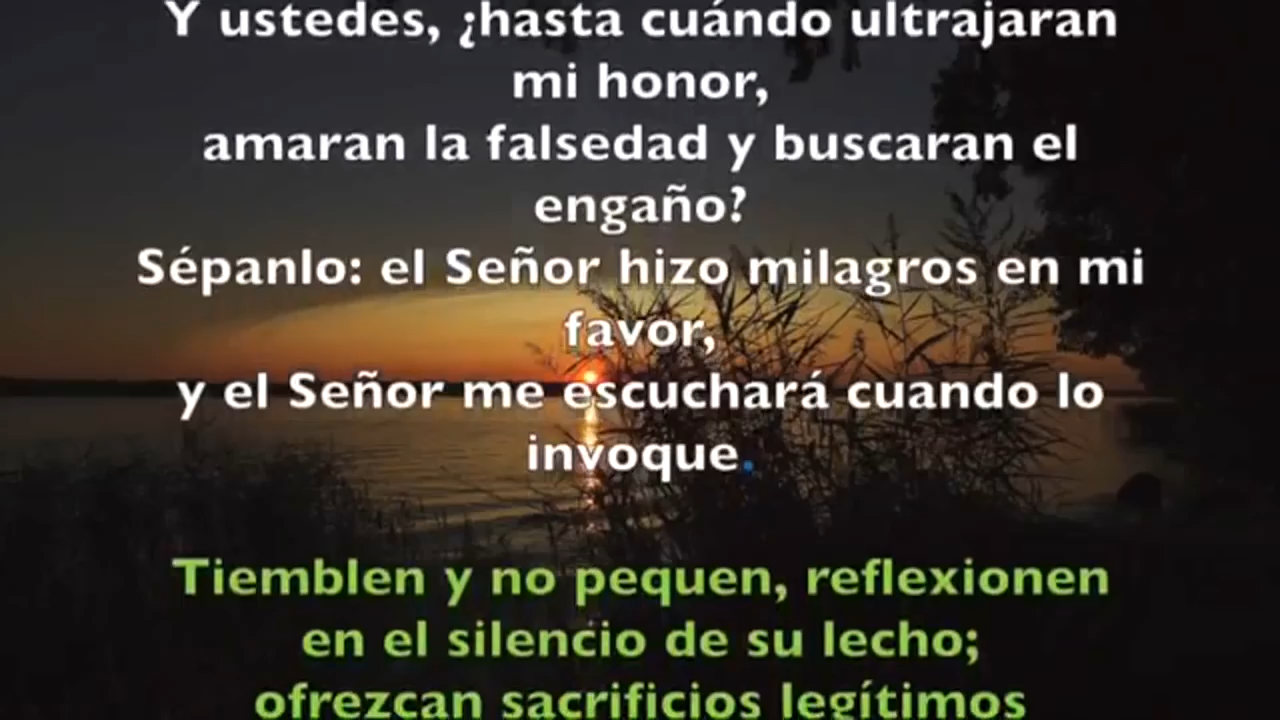 Y ustedes, ¿hasta cuándo ultrajaran
mi honor,
amaran la falsedad y buscaran el
engaño?
Sépanlo: el Señor hizo milagros en mi
favor,
y el Señor me escuchará cuando lo
invoque.
Tiemblen y no pequen, reflexionen
en el silencio de su lecho;
ofrezcan sacrificios legítimos